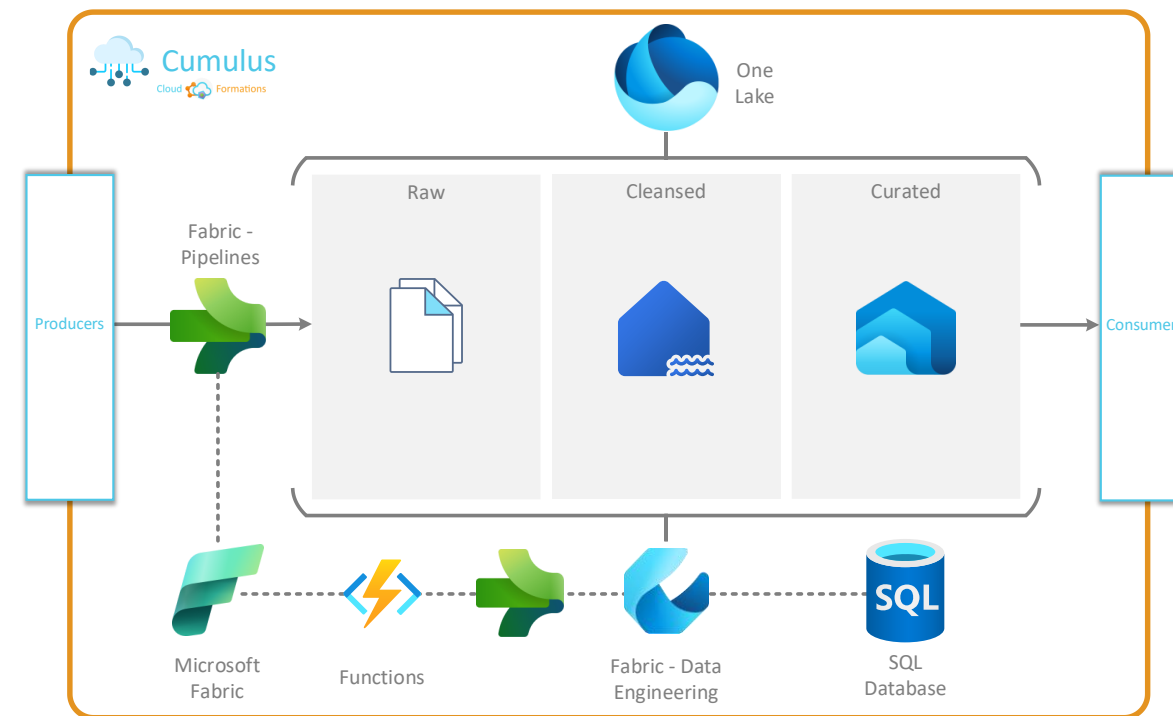 Cumulus
Cloud Formations
One
Lake
Raw
Cleansed
Curated
Fabric -
Pipelines
Producers
Consumer
SQL
Microsoft
Fabric
Functions
Fabric - Data
Engineering
SQL
Database